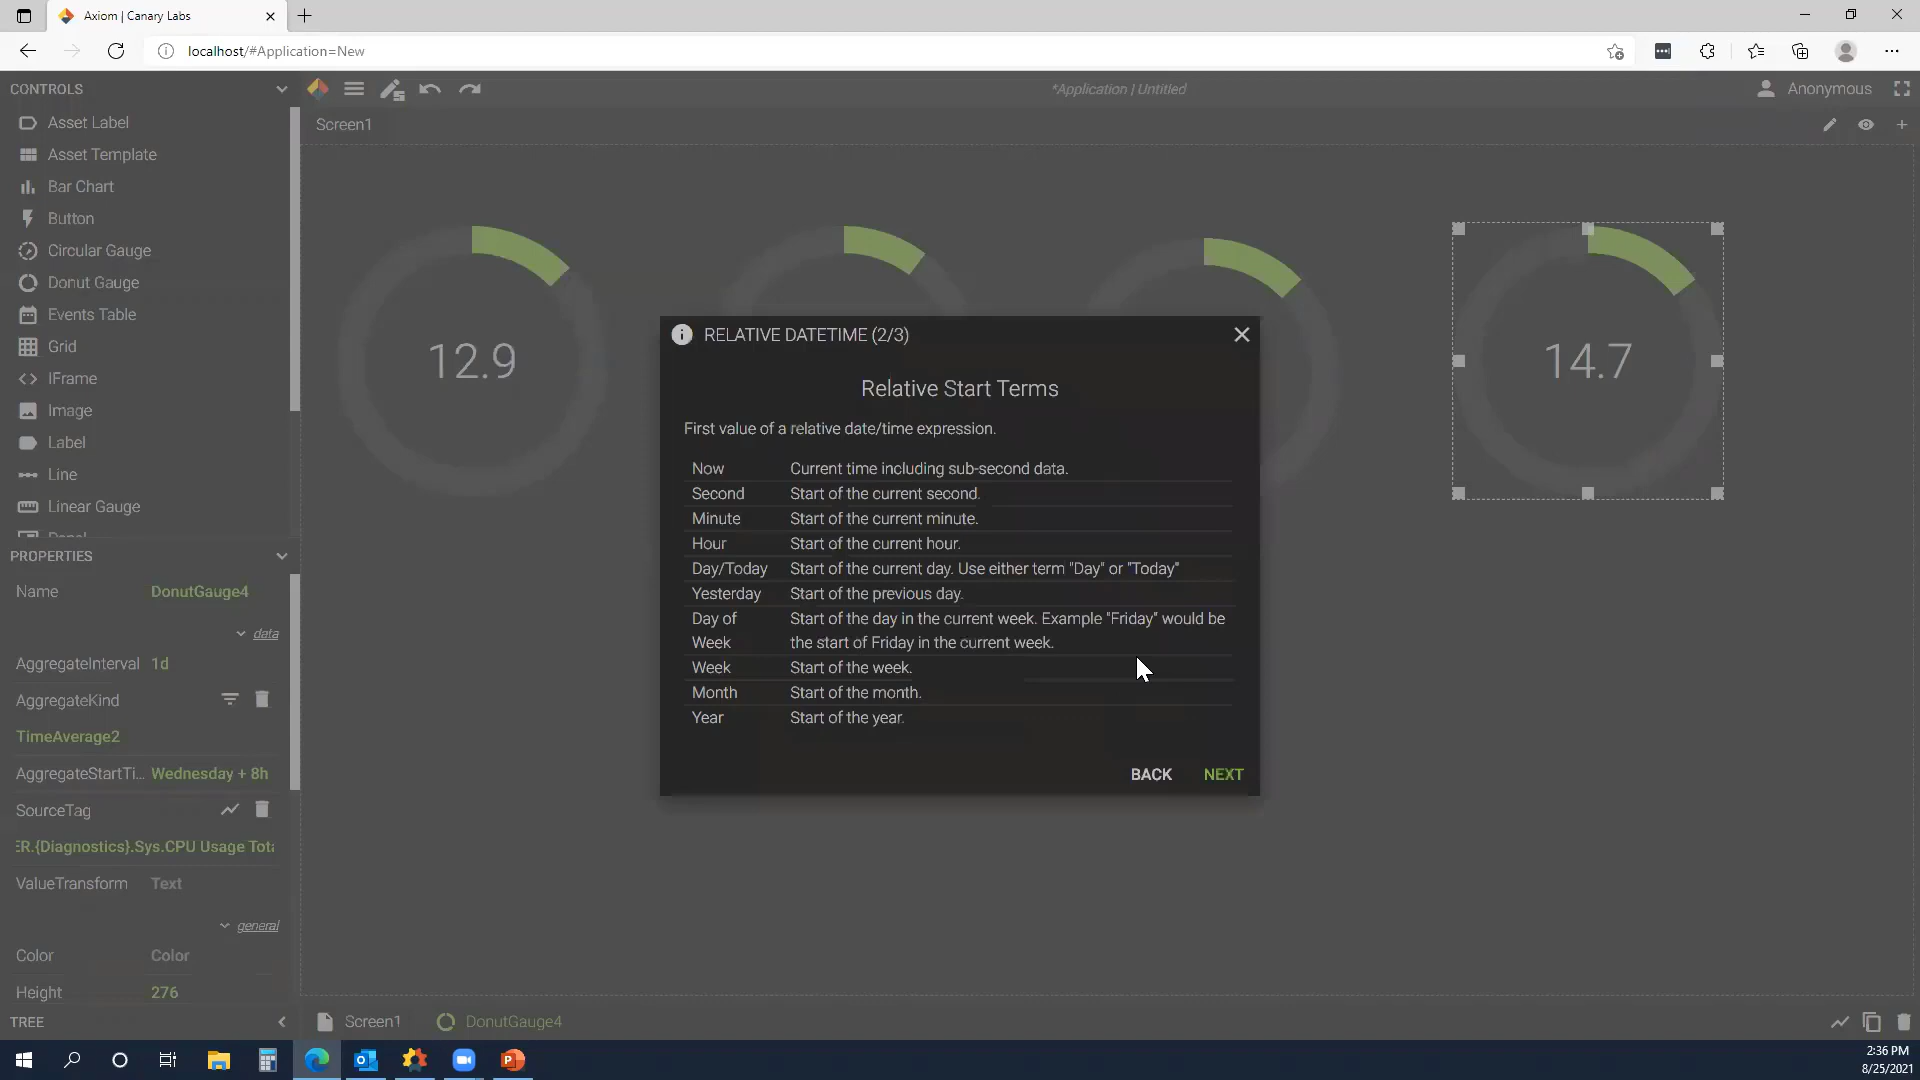 Axiom | Canary Labs
localhost/#Application=New
CONTROLS
*Application | Untitled
Anonymous
Screen1
Asset Label
Asset Template
Bar Chart
Button
Circular Gauge
Donut Gauge
Events Table
Grid
IFrame
Image
Label
Line
Linear Gauge
Panel
12.9
14.7
RELATIVE DATETIME (2/3)
Relative Start Terms
First value of a relative date/time expression.
Now Current time including sub-second data.
Second Start of the current second.
Minute Start of the current minute.
Hour Start of the current hour.
Day/Today Start of the current day. Use either term "Day" or "Today"
Yesterday Start of the previous day.
Day of Start of the day in the current week. Example "Friday" would be
Week the start of Friday in the current week.
Week Start of the week.
Month Start of the month.
Year Start of the year.
BACK NEXT
PROPERTIES
Name DonutGauge4
data
AggregateInterval 1d
AggregateKind
TimeAverage2
AggregateStartTi... Wednesday + 8h
SourceTag
ER.{Diagnostics}.Sys.CPU Usage Tota
ValueTransform Text
general
Color Color
Height 276
TREE
Screen1 DonutGauge4
2:36 PM
8/25/2021